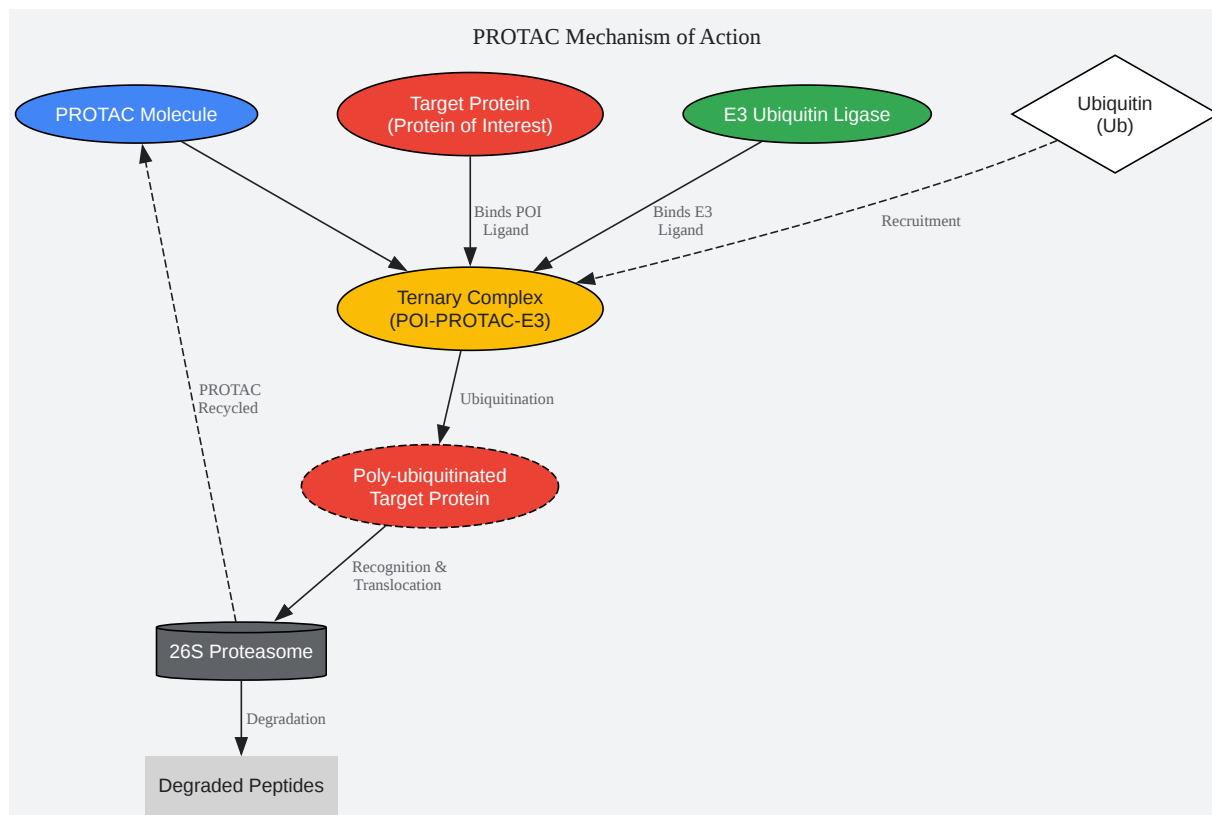 PROTAC Mechanism of Action
PROTAC Molecule
Target Protein
(Protein of Interest)
E3 Ubiquitin Ligase
Ubiquitin
(Ub)
Binds POI
Ligand
Binds E3
Ligand
Recruitment
Ternary Complex
(POI-PROTAC-E3)
PROTAC
Recycled
Ubiquitination
Poly-ubiquitinated
Target Protein
Recognition &
Translocation
26S Proteasome
Degradation
Degraded Peptides